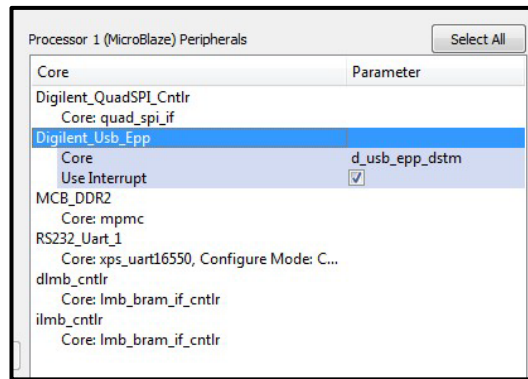 Processor 1 (MicroBlaze) Peripherals Select All
Core Parameter
Digilent_QuadSPI_Cntlr
Core: quad_spi_if
Digilent_Usb_Epp
Core d_usb_epp_dstm
Use Interrupt
MCB_DDR2
Core: mpmc
RS232_Uart_1
Core: xps_uart16550, Configure Mode: C...
dlmb_cntlr
Core: lmb_bram_if_cntlr
ilmb_cntlr
Core: lmb_bram_if_cntlr